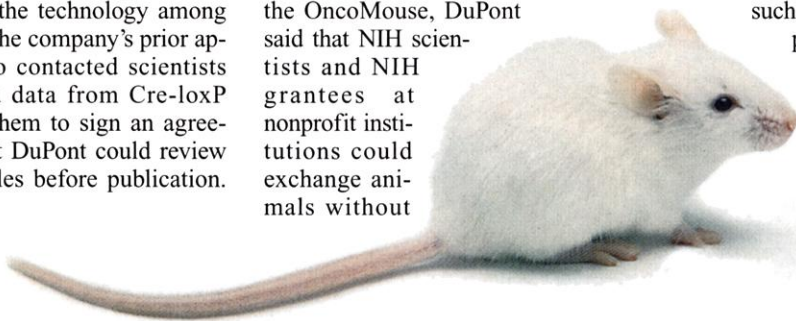 the technology among
he company's prior ap-
o contacted scientists
data from Cre-loxP
hem to sign an agree-
t DuPont could review
les before publication.
the OncoMouse, DuPont
said that NIH scien-
tists and NIH
grantees at
nonprofit insti-
tutions could
exchange ani-
mals without
such